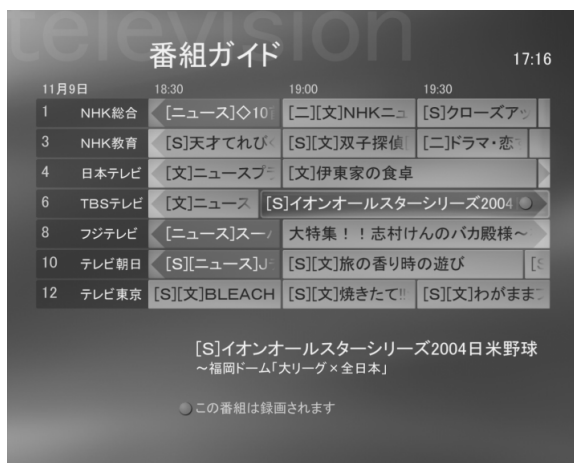 television
番組ガイド
17:16
11月9日 18:30 19:00 19:30
1 NHK総合 [ニュース]◇10 [二][文]NHKニュ [S]クローズアッ
3 NHK教育 [S]天才てれび [S][文]双子探偵 [二]ドラマ・恋
4 日本テレビ [文]ニュースプラ [文]伊東家の食卓
6 TBSテレビ [文]ニュース [S]イオンオールスターシリーズ2004
8 フジテレビ [ニュース]スー 大特集！！志村けんのバカ殿様～
10 テレビ朝日 [S][ニュース]J [S][文]旅の香り時の遊び [S
12 テレビ東京 [S][文]BLEACH [S][文]焼きたて!! [S][文]わがまま
[S]イオンオールスターシリーズ2004日米野球
～福岡ドーム「大リーグ×全日本」
この番組は録画されます